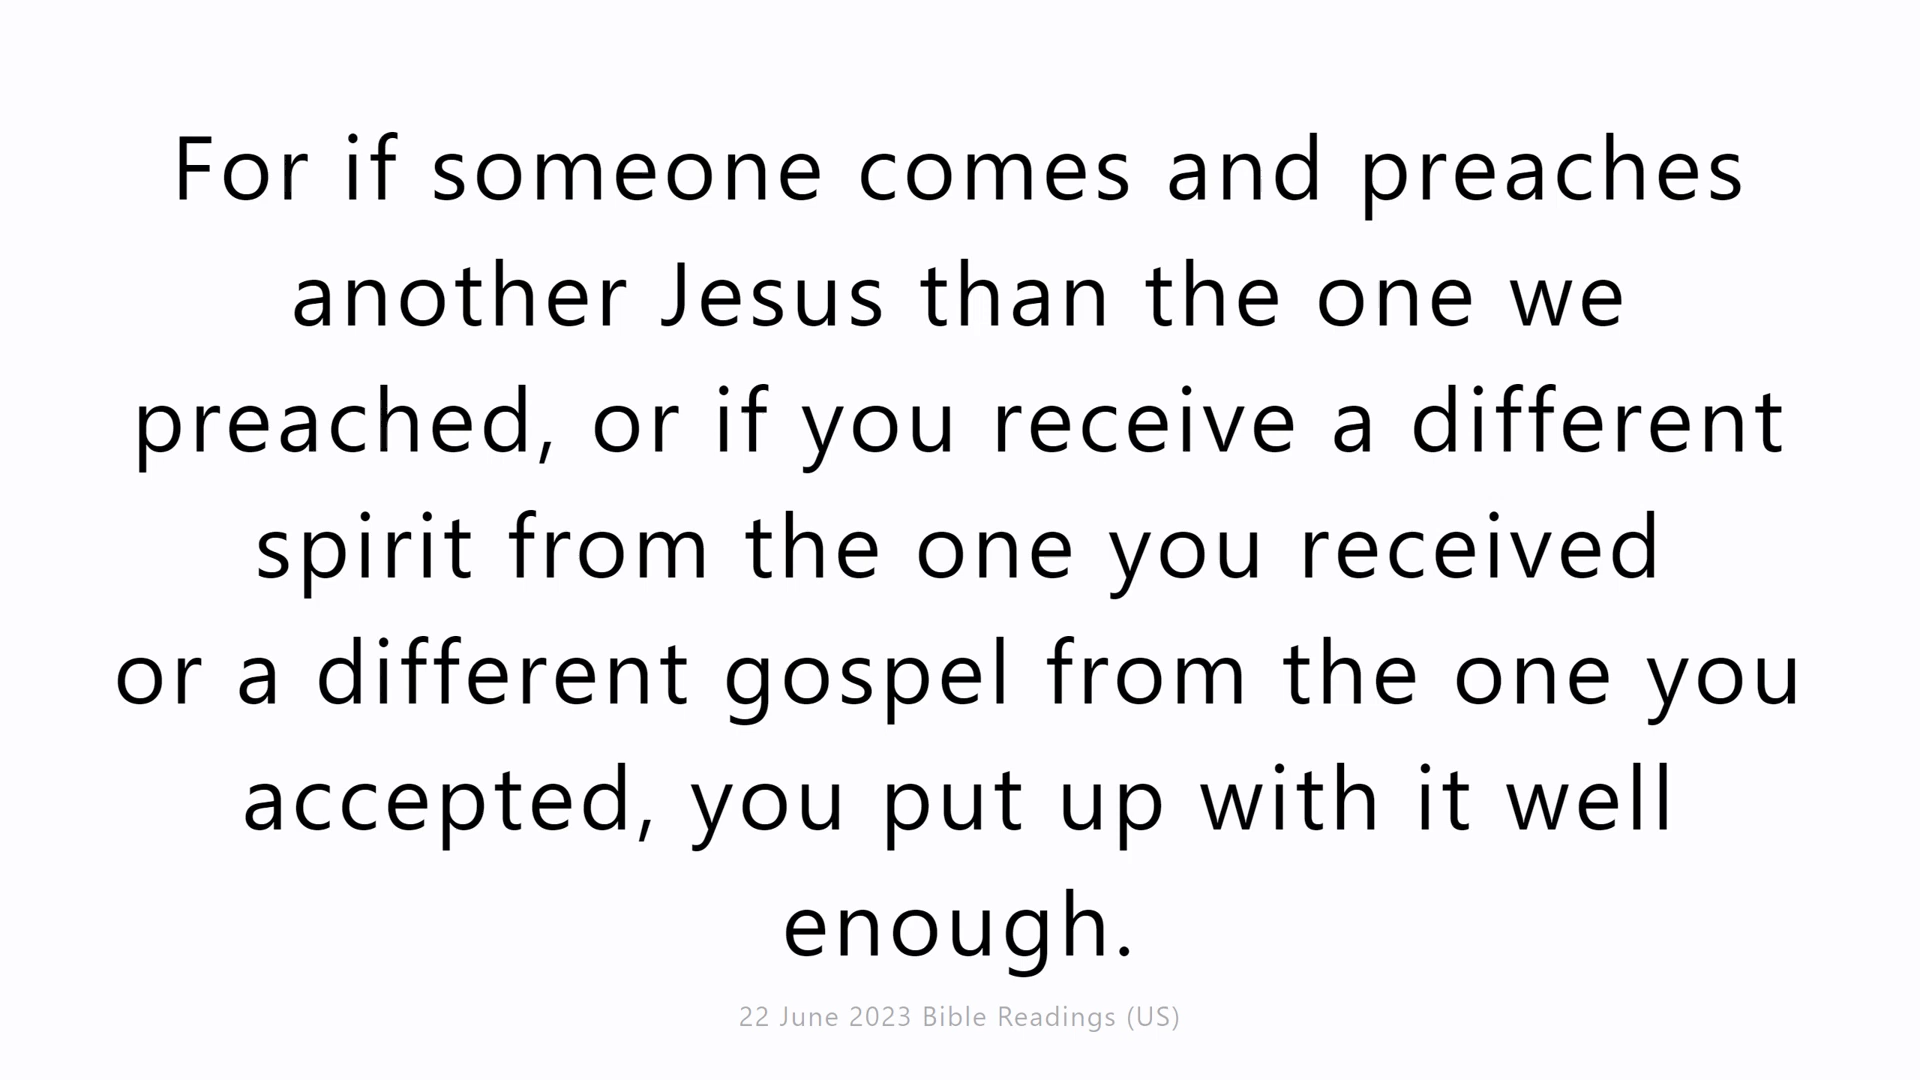 For if someone comes and preaches
another Jesus than the one we
preached, or if you receive a different
spirit from the one you received
or a different gospel from the one you
accepted, you put up with it well
enough.
22 June 2023 Bible Readings (US)